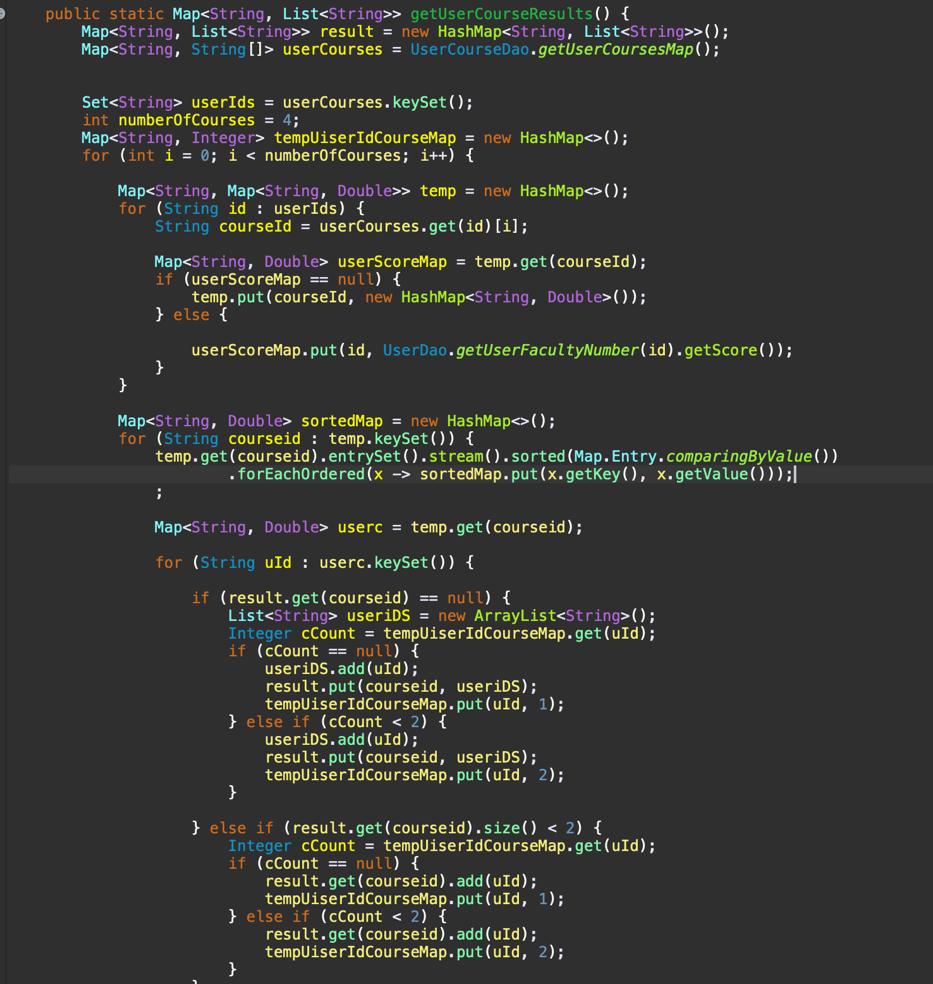 public static Map<String, List<String>> getUserCourseResults() {
Map<String, List<String>> result = new HashMap<String, List<String>>();
Map<String, String[]> userCourses = UserCourseDao.getUserCoursesMap();
Set<String> userIds = userCourses.keySet();
int numberOfCourses = 4;
Map<String, Integer> tempUiserIdCourseMap = new HashMap<>();
for (int i = 0; i < numberOfCourses; i++) {
Map<String, Map<String, Double>> temp = new HashMap<>();
for (String id : userIds) {
String courseId = userCourses.get(id)[i];
Map<String, Double> userScoreMap = temp.get(courseId);
if (userScoreMap == null) {
temp.put(courseId, new HashMap<String, Double>());
} else {
userScoreMap.put(id, UserDao.getUserFacultyNumber(id).getScore());
}
}
Map<String, Double> sortedMap = new HashMap<>();
for (String courseid : temp.keySet()) {
temp.get(courseid).entrySet().stream().sorted(Map.Entry.comparingByValue())
.forEachOrdered(x -> sortedMap.put(x.getKey(), x.getValue()));
;
Map<String, Double> userc = temp.get(courseid);
for (String uId : userc.keySet()) {
if (result.get(courseid) == null) {
List<String> useriDS = new ArrayList<String>();
Integer cCount = tempUiserIdCourseMap.get(uId);
if (cCount == null) {
useriDS.add(uId);
result.put(courseid, useriDS);
tempUiserIdCourseMap.put(uId, 1);
} else if (cCount < 2) {
useriDS.add(uId);
result.put(courseid, useriDS);
tempUiserIdCourseMap.put(uId, 2);
}
} else if (result.get(courseid).size() < 2) {
Integer cCount = tempUiserIdCourseMap.get(uId);
if (cCount == null) {
result.get(courseid).add(uId);
tempUiserIdCourseMap.put(uId, 1);
} else if (cCount < 2) {
result.get(courseid).add(uId);
tempUiserIdCourseMap.put(uId, 2);
}